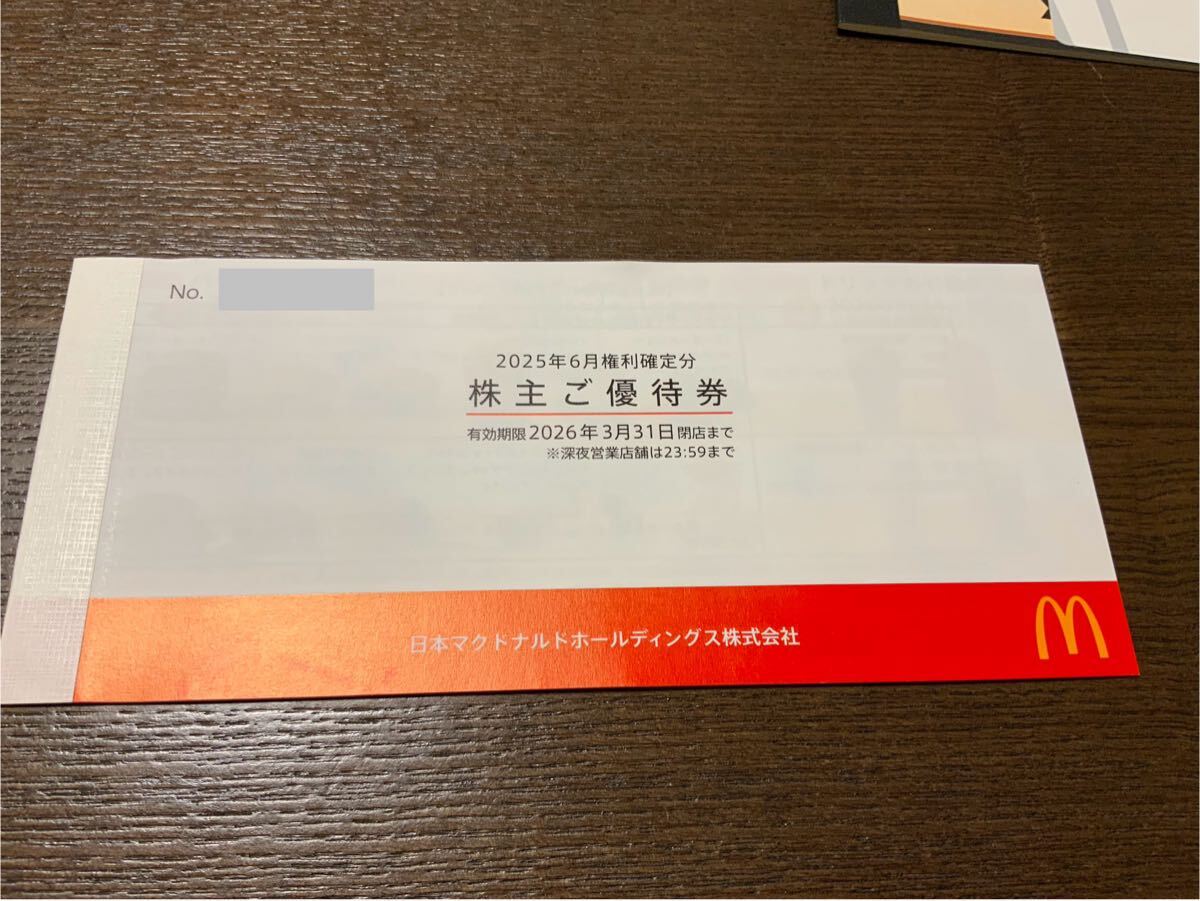 No.
2025年6月権利確定分
株主ご優待券
有効期限2026年3月31日閉店まで
※深夜営業店舗は23:59まで
日本マクドナルドホールディングス株式会社